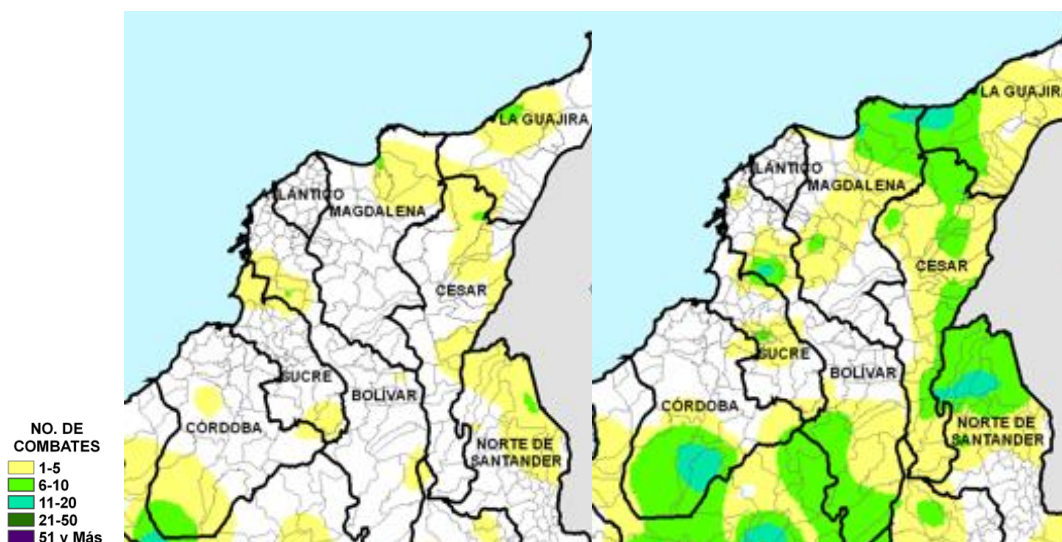 LA GUAJIRA
LÁNTICO
MAGDALENA
CESAR
SUCRE
BOLÍVAR
CÓRDOBA
NORTE DE
SANTANDER
LA GUAJIRA
LÁNTICO
MAGDALENA
CESAR
SUCRE
BOLÍVAR
CÓRDOBA
NORTE DE
SANTANDER
NO. DE
COMBATES
1-5
6-10
11-20
21-50
51 y Más